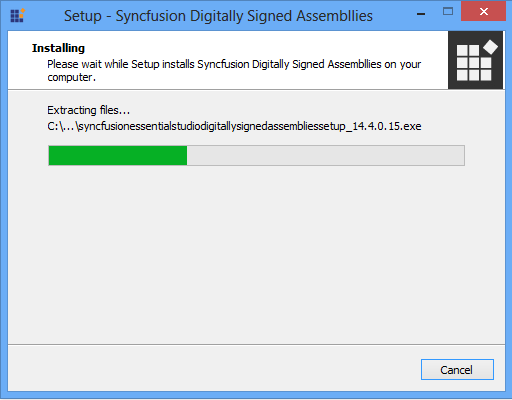 Setup - Syncfusion Digitally Signed Assembllies
Installing
Please wait while Setup installs Syncfusion Digitally Signed Assembllies on your
computer.
Extracting files...
C:\...\syncfusionessentialstudiodigitallysignedassembliessetup_14.4.0.15.exe
Cancel